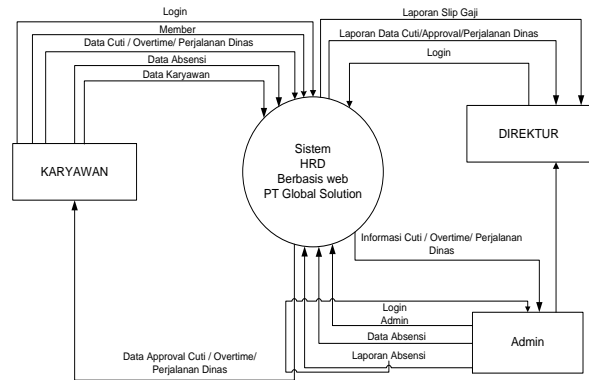 Login
Member
Data Cuti / Overtime/ Perjalanan Dinas
Data Absensi
Data Karyawan
KARYAWAN
Sistem
HRD
Berbasis web
PT Global Solution
Laporan Slip Gaji
Laporan Data Cuti/Approval/Perjalanan Dinas
Login
DIREKTUR
Informasi Cuti / Overtime/ Perjalanan
Dinas
Login
Admin
Data Absensi
Laporan Absensi
Admin
Data Approval Cuti / Overtime/
Perjalanan Dinas